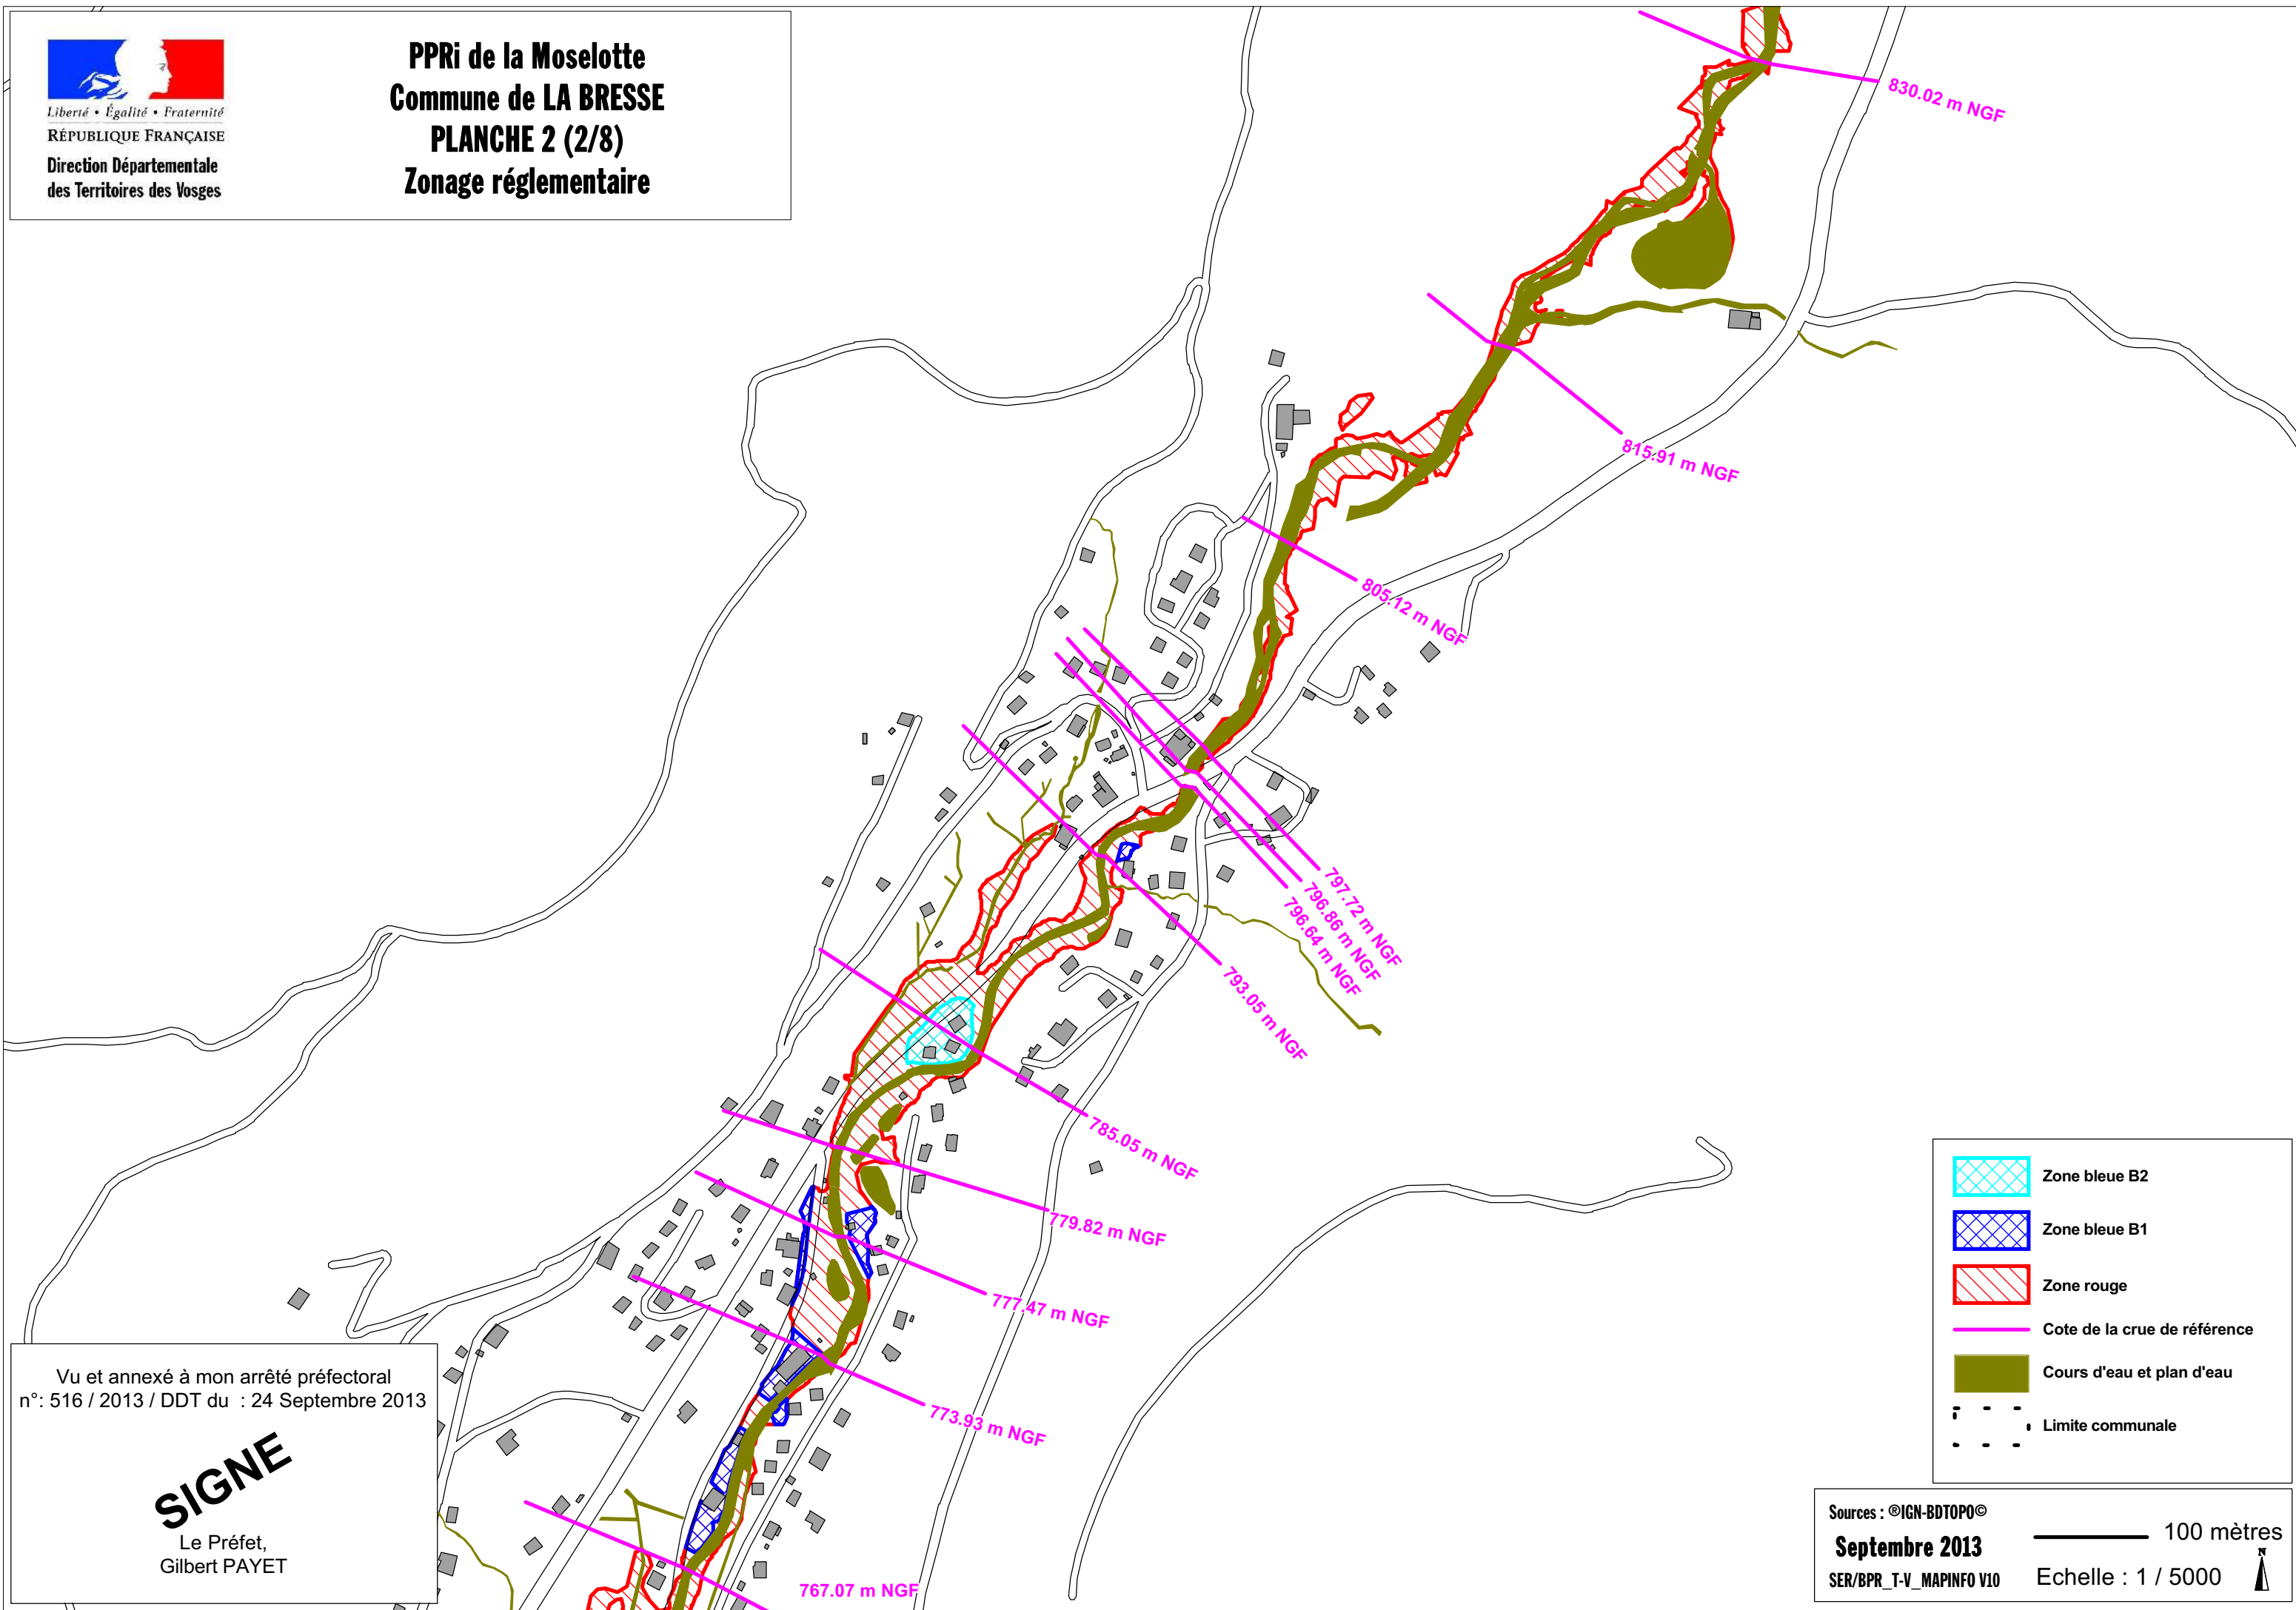 Liberté • Égalité • Fraternité
RÉPUBLIQUE FRANÇAISE
Direction Départementale
des Territoires des Vosges
PPRi de la Moselotte
Commune de LA BRESSE
PLANCHE 2 (2/8)
Zonage réglementaire
830.02 m NGF
815.91 m NGF
805.12 m NGF
797.72 m NGF
796.86 m NGF
796.64 m NGF
793.05 m NGF
785.05 m NGF
779.82 m NGF
777.47 m NGF
773.93 m NGF
767.07 m NGF
Vu et annexé à mon arrêté préfectoral
n°: 516 / 2013 / DDT du : 24 Septembre 2013
SIGNE
Le Préfet,
Gilbert PAYET
Zone bleue B2
Zone bleue B1
Zone rouge
Cote de la crue de référence
Cours d'eau et plan d'eau
Limite communale
Sources : ®IGN-BDTOPO©
Septembre 2013
SER/BPR_T-V_MAPINFO V10
100 mètres
Echelle : 1 / 5000
N